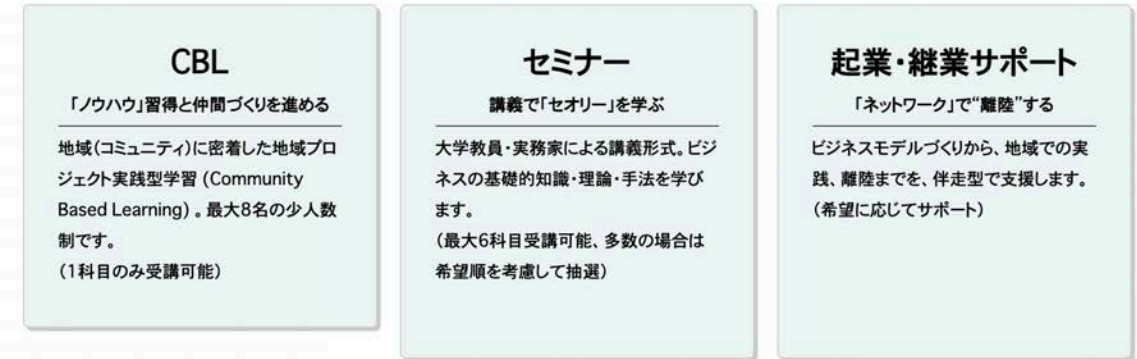 CBL
「ノウハウ」習得と仲間づくりを進める
地域(コミュニティ)に密着した地域プロ
ジェクト実践型学習 (Community
Based Learning) 。最大8名の少人数
制です。
(1科目のみ受講可能)
セミナー
講義で「セオリー」を学ぶ
大学教員・実務家による講義形式。ビジ
ネスの基礎的知識・理論・手法を学び
ます。
(最大6科目受講可能、多数の場合は
希望順を考慮して抽選)
起業・継業サポート
「ネットワーク」で“離陸”する
ビジネスモデルづくりから、地域での実
践、離陸までを、伴走型で支援します。
(希望に応じてサポート)